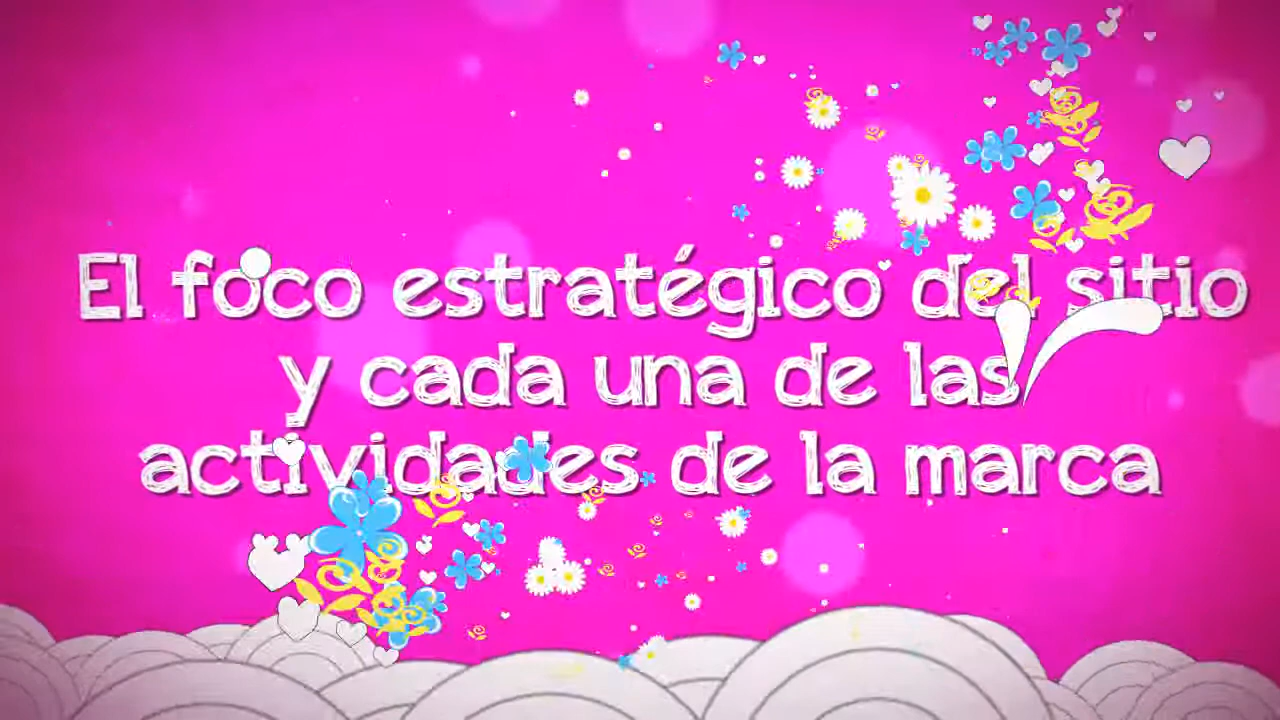 El foco estratégico del sitio
y cada una de las
actividades de la marca